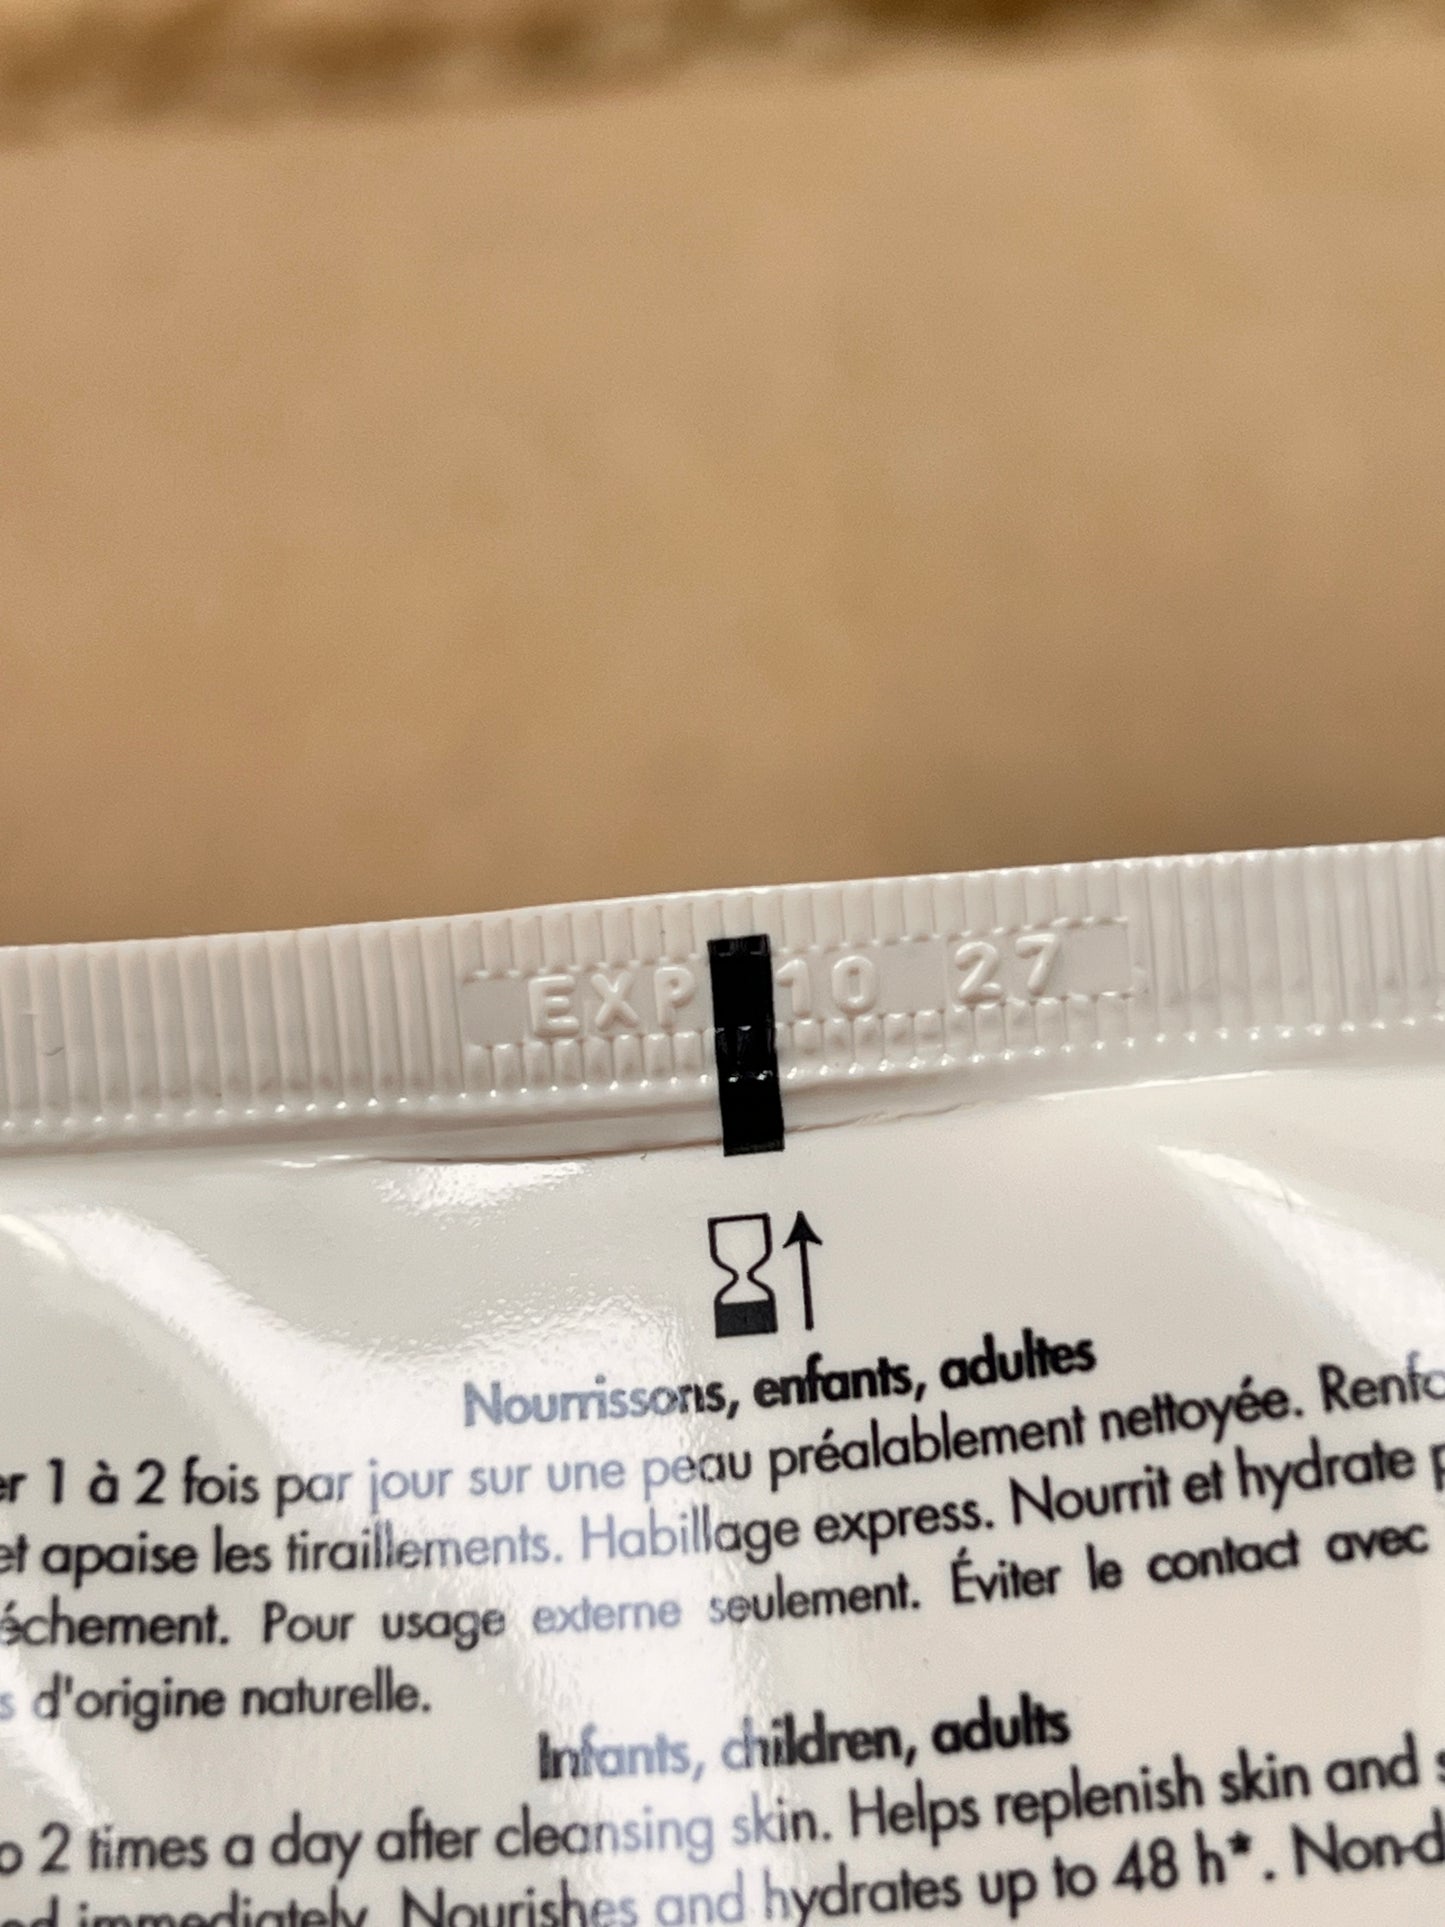 EXP 10 27
Nourrissons, enfants, adultes
er 1 à 2 fois par jour sur une peau préalablement nettoyée. Renfo
et apaise les tiraillements. Habillage express. Nourrit et hydrate p
échement. Pour usage externe seulement. Éviter le contact avec
s d'origine naturelle.
Infants, children, adults
o 2 times a day after cleansing skin. Helps replenish skin and s
ed immediately. Nourishes and hydrates up to 48 h*. Non-d